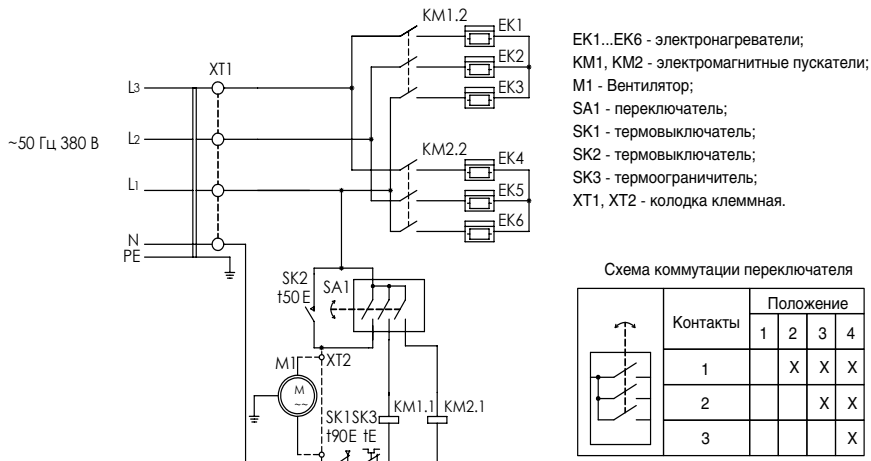 KM1.2
EK1
EK2
EK3
XT1
L3
~50 Гц 380 В
L2
L1
N
PE
KM2.2
EK4
EK5
EK6
SK2
t50 E
SA1
M1
XT2
M
~~
SK1 SK3
t90E tE
KM1.1
KM2.1
EK1...EK6 - электронагреватели;
KM1, KM2 - электромагнитные пускатели;
M1 - Вентилятор;
SA1 - переключатель;
SK1 - термовыключатель;
SK2 - термовыключатель;
SK3 - термоограничитель;
XT1, XT2 - колодка клеммная.
Схема коммутации переключателя
Контакты
Положение
1 2 3 4
1 X X X
2 X X
3 X